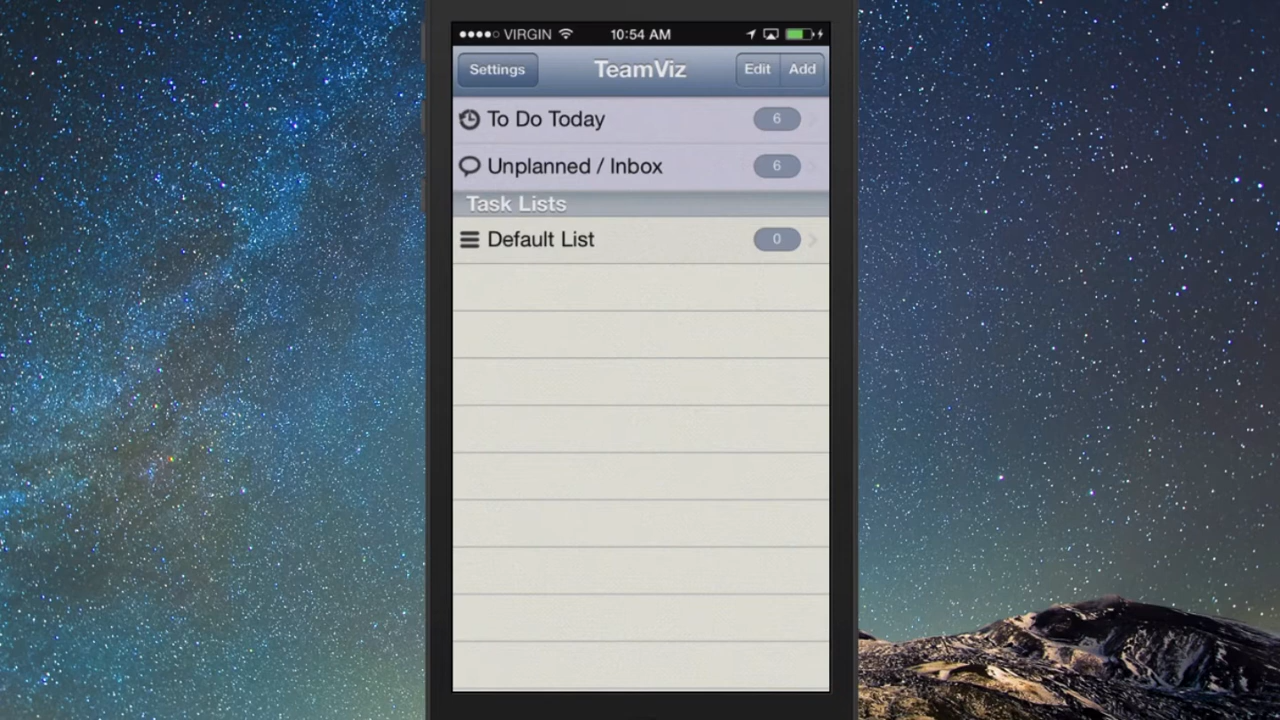 VIRGIN 10:54 AM
Settings TeamViz Edit Add
To Do Today 6
Unplanned / Inbox 6
Task Lists
Default List 0